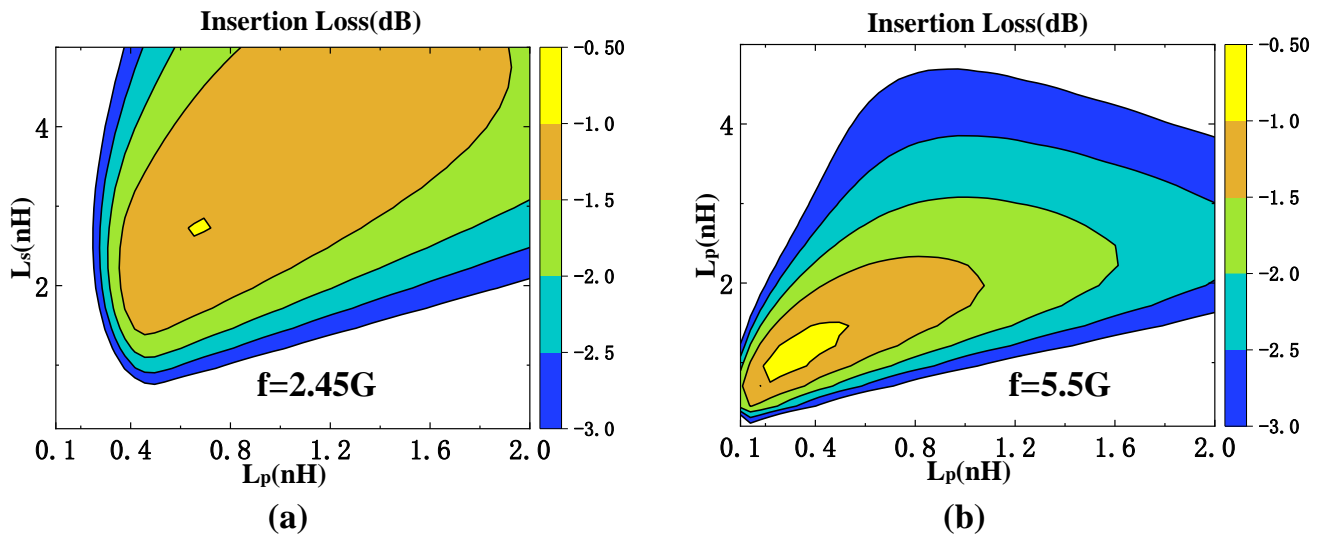 Insertion Loss(dB)
Ls(nH)
4
2
f=2.45G
0.1 0.4 0.8 1.2 1.6 2.0
Lp(nH)
-0.50
-1.0
-1.5
-2.0
-2.5
-3.0
(a)
Insertion Loss(dB)
Lp(nH)
4
2
f=5.5G
0.1 0.4 0.8 1.2 1.6 2.0
Lp(nH)
-0.50
-1.0
-1.5
-2.0
-2.5
-3.0
(b)